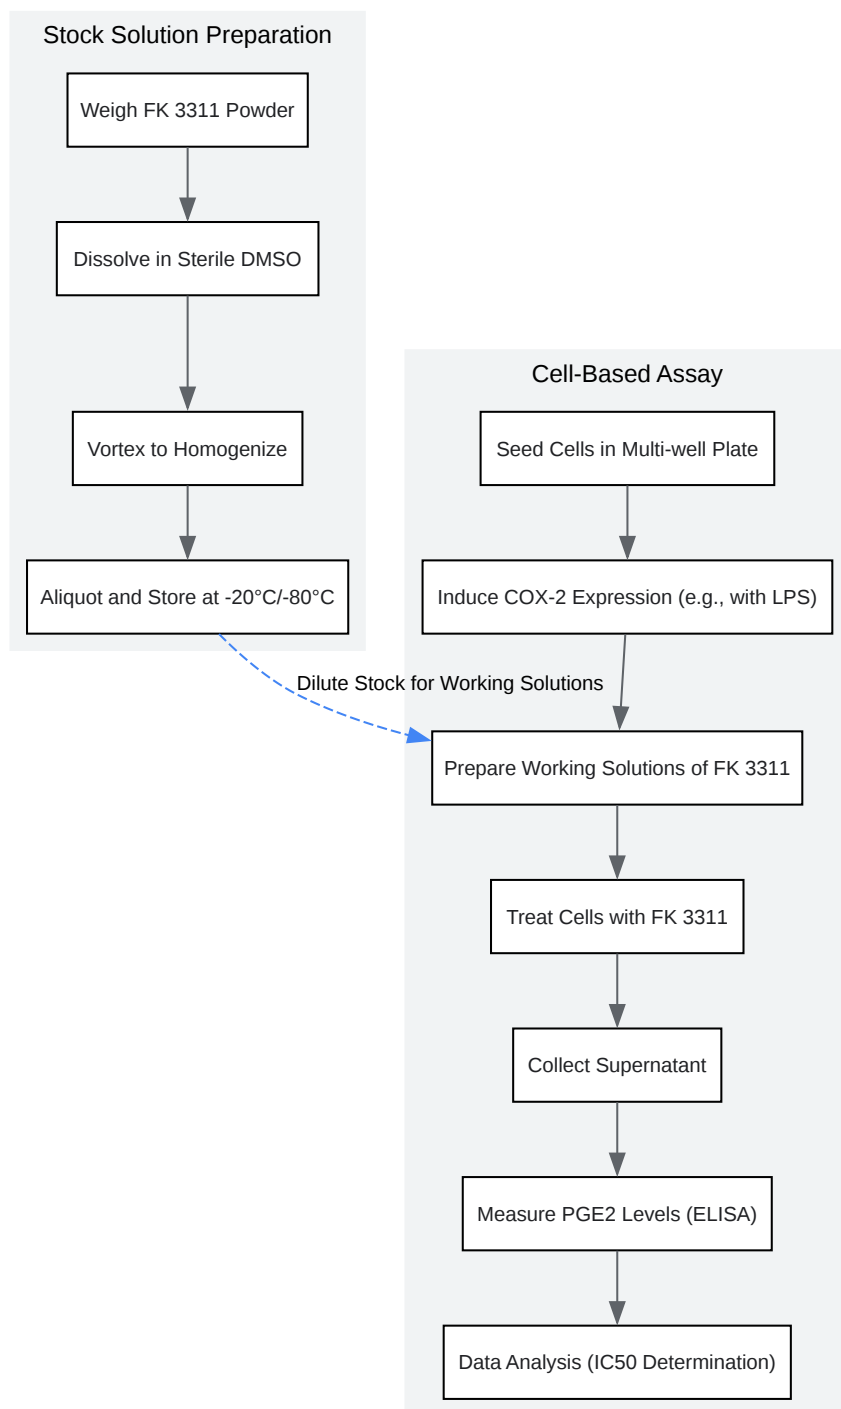 Stock Solution Preparation
Weigh FK 3311 Powder
Dissolve in Sterile DMSO
Vortex to Homogenize
Aliquot and Store at -20°C/-80°C
Dilute Stock for Working Solutions
Cell-Based Assay
Seed Cells in Multi-well Plate
Induce COX-2 Expression (e.g., with LPS)
Prepare Working Solutions of FK 3311
Treat Cells with FK 3311
Collect Supernatant
Measure PGE2 Levels (ELISA)
Data Analysis (IC50 Determination)